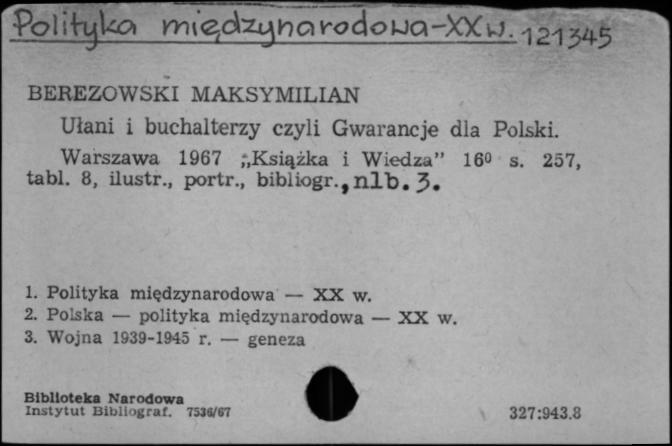 Polityka międzynarodowa-XXw. 121345
BEREZOWSKI MAKSYMILIAN
Ułani i buchalterzy czyli Gwarancje dla Polski.
Warszawa 1967 „Książka i Wiedza” 16⁰ s. 257,
tabl. 8, ilustr., portr., bibliogr., nlb. 3.
1. Polityka międzynarodowa — XX w.
2. Polska — polityka międzynarodowa — XX w.
3. Wojna 1939-1945 r. — geneza
Biblioteka Narodowa
Instytut Bibliograf. 7536/67 327:943.8